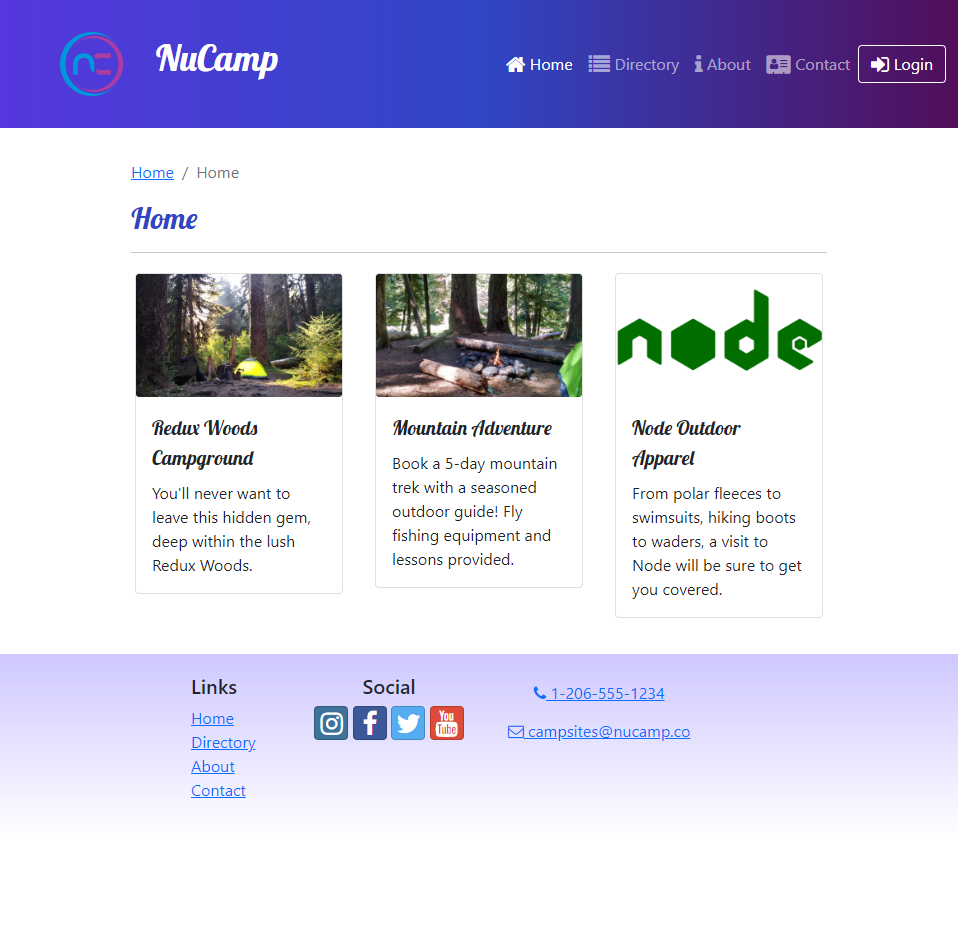 NuCamp
Home Directory About Contact Login
Home / Home
Home
node
Redux Woods
Campground
You'll never want to
leave this hidden gem,
deep within the lush
Redux Woods.
Mountain Adventure
Book a 5-day mountain
trek with a seasoned
outdoor guide! Fly
fishing equipment and
lessons provided.
Node Outdoor
Apparel
From polar fleeces to
swimsuits, hiking boots
to waders, a visit to
Node will be sure to get
you covered.
Links
Home
Directory
About
Contact
Social
You
Tube
1-206-555-1234
campsites@nucamp.co